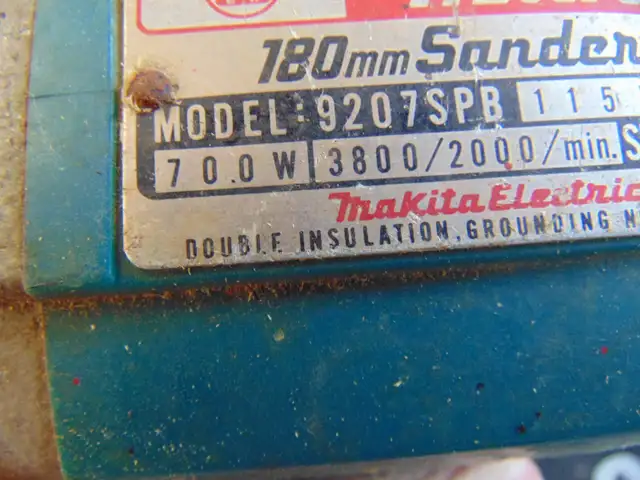 180mm Sander
MODEL: 9207SPB 115
700W 3800/2000/min. S
Makita Electric
DOUBLE INSULATION, GROUNDING N